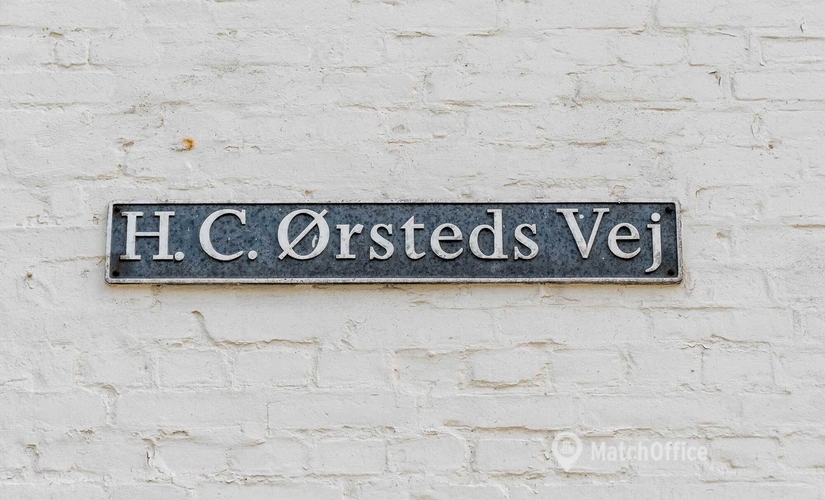 H. C. Ørsteds Vej
MatchOffice